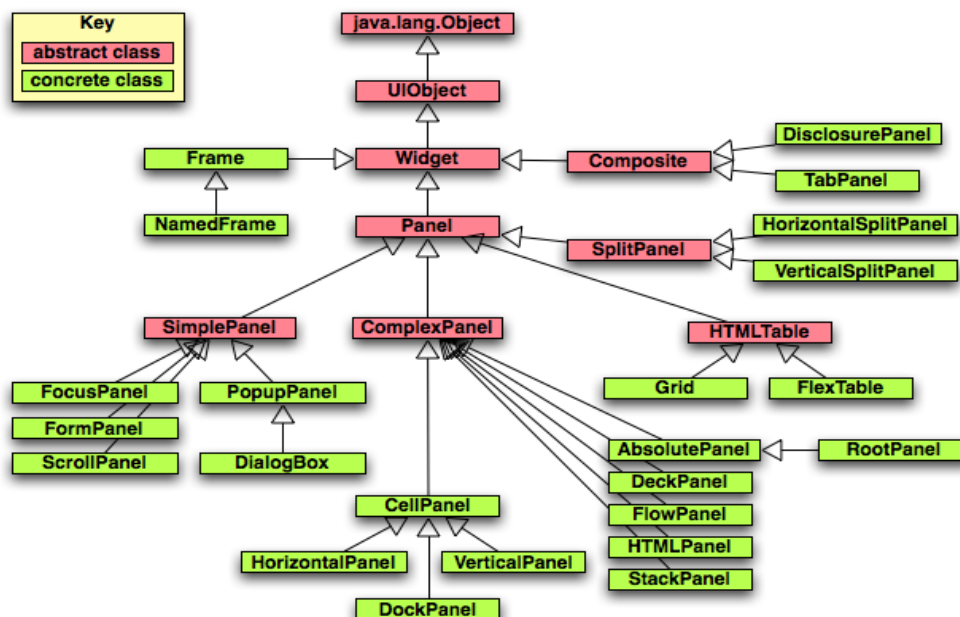 Key
abstract class
concrete class
java.lang.Object
UIObject
Frame
Widget
Composite
DisclosurePanel
TabPanel
NamedFrame
Panel
SplitPanel
HorizontalSplitPanel
VerticalSplitPanel
SimplePanel
ComplexPanel
HTMLTable
FocusPanel
PopupPanel
Grid
FlexTable
FormPanel
ScrollPanel
DialogBox
AbsolutePanel
RootPanel
DeckPanel
CellPanel
FlowPanel
HTMLPanel
HorizontalPanel
VerticalPanel
StackPanel
DockPanel